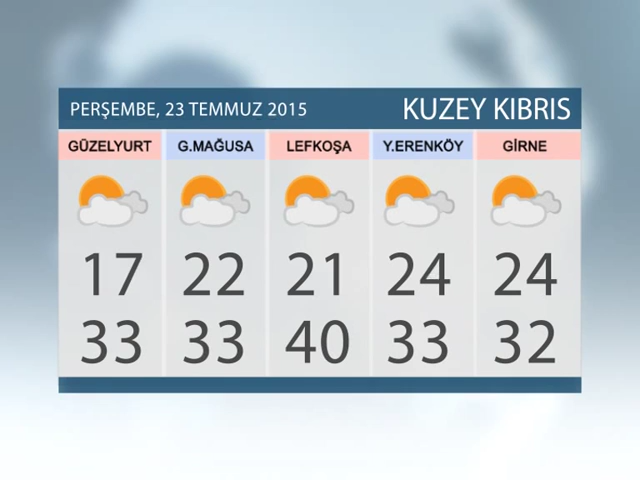 PERŞEMBE, 23 TEMMUZ 2015 KUZEY KIBRIS
GÜZELYURT G.MAĞUSA LEFKOŞA Y.ERENKÖY GİRNE
17 22 21 24 24
33 33 40 33 32